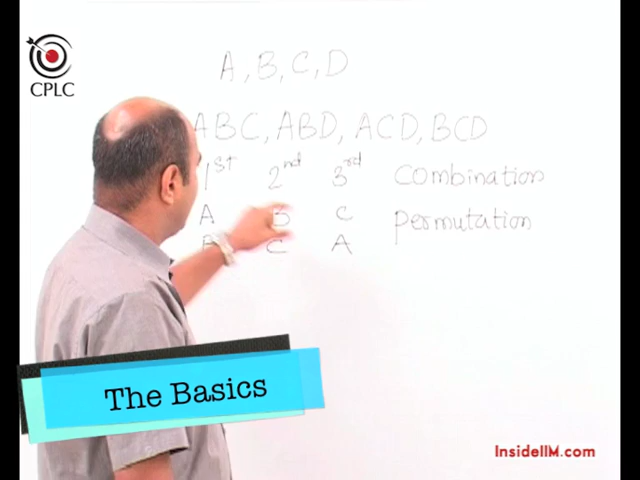 CPLC
A, B, C, D
ABC, ABD, ACD, BCD
1st 2nd 3rd Combination
A B C Permutation
B C A
The Basics
InsideIIM.com